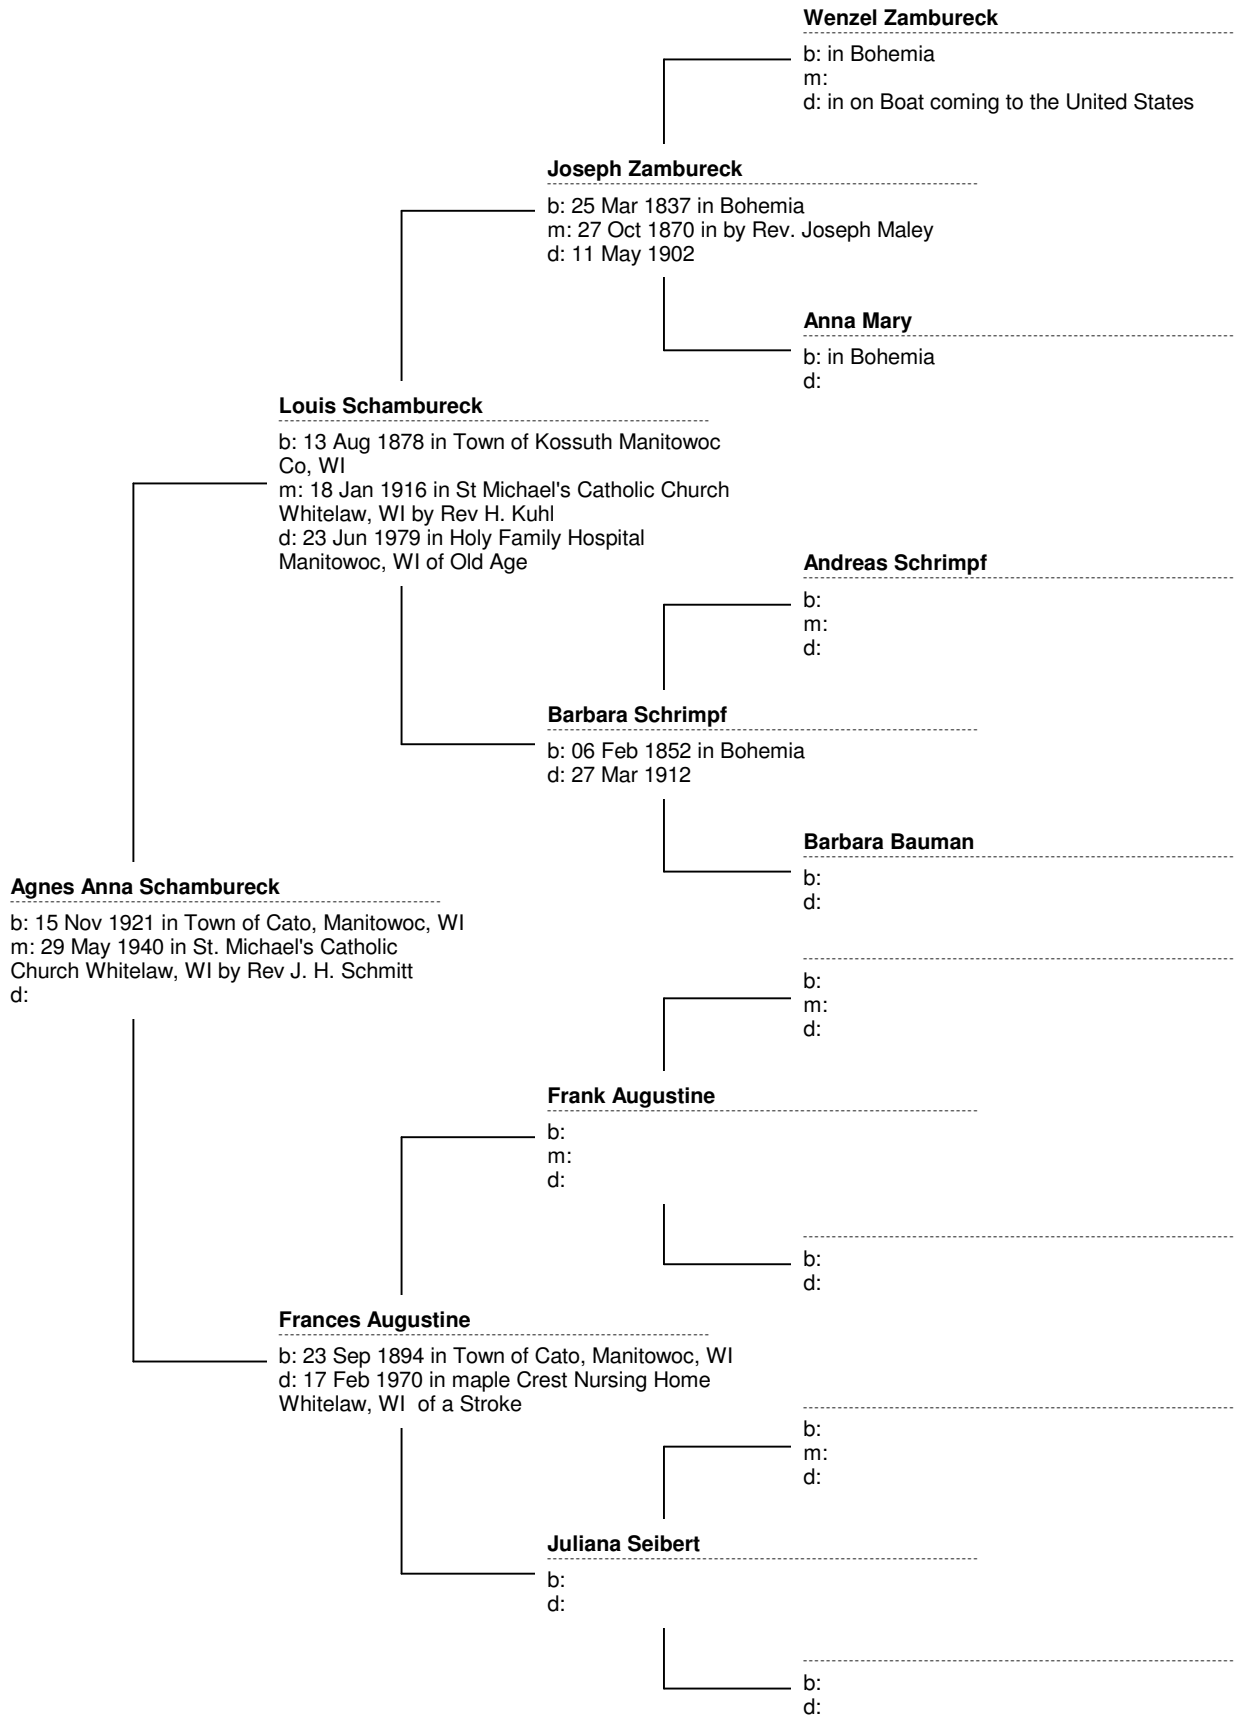 Wenzel Zambureck
b: in Bohemia
m:
d: in on Boat coming to the United States
Joseph Zambureck
b: 25 Mar 1837 in Bohemia
m: 27 Oct 1870 in by Rev. Joseph Maley
d: 11 May 1902
Anna Mary
b: in Bohemia
d:
Louis Schambureck
b: 13 Aug 1878 in Town of Kossuth Manitowoc
Co, WI
m: 18 Jan 1916 in St Michael's Catholic Church
Whitelaw, WI by Rev H. Kuhl
d: 23 Jun 1979 in Holy Family Hospital
Manitowoc, WI of Old Age
Andreas Schrimpf
b:
m:
d:
Barbara Schrimpf
b: 06 Feb 1852 in Bohemia
d: 27 Mar 1912
Barbara Bauman
b:
d:
Agnes Anna Schambureck
b: 15 Nov 1921 in Town of Cato, Manitowoc, WI
m: 29 May 1940 in St. Michael's Catholic
Church Whitelaw, WI by Rev J. H. Schmitt
d:
b:
m:
d:
Frank Augustine
b:
m:
d:
b:
d:
Frances Augustine
b: 23 Sep 1894 in Town of Cato, Manitowoc, WI
d: 17 Feb 1970 in maple Crest Nursing Home
Whitelaw, WI  of a Stroke
b:
m:
d:
Juliana Seibert
b:
d:
b:
d: